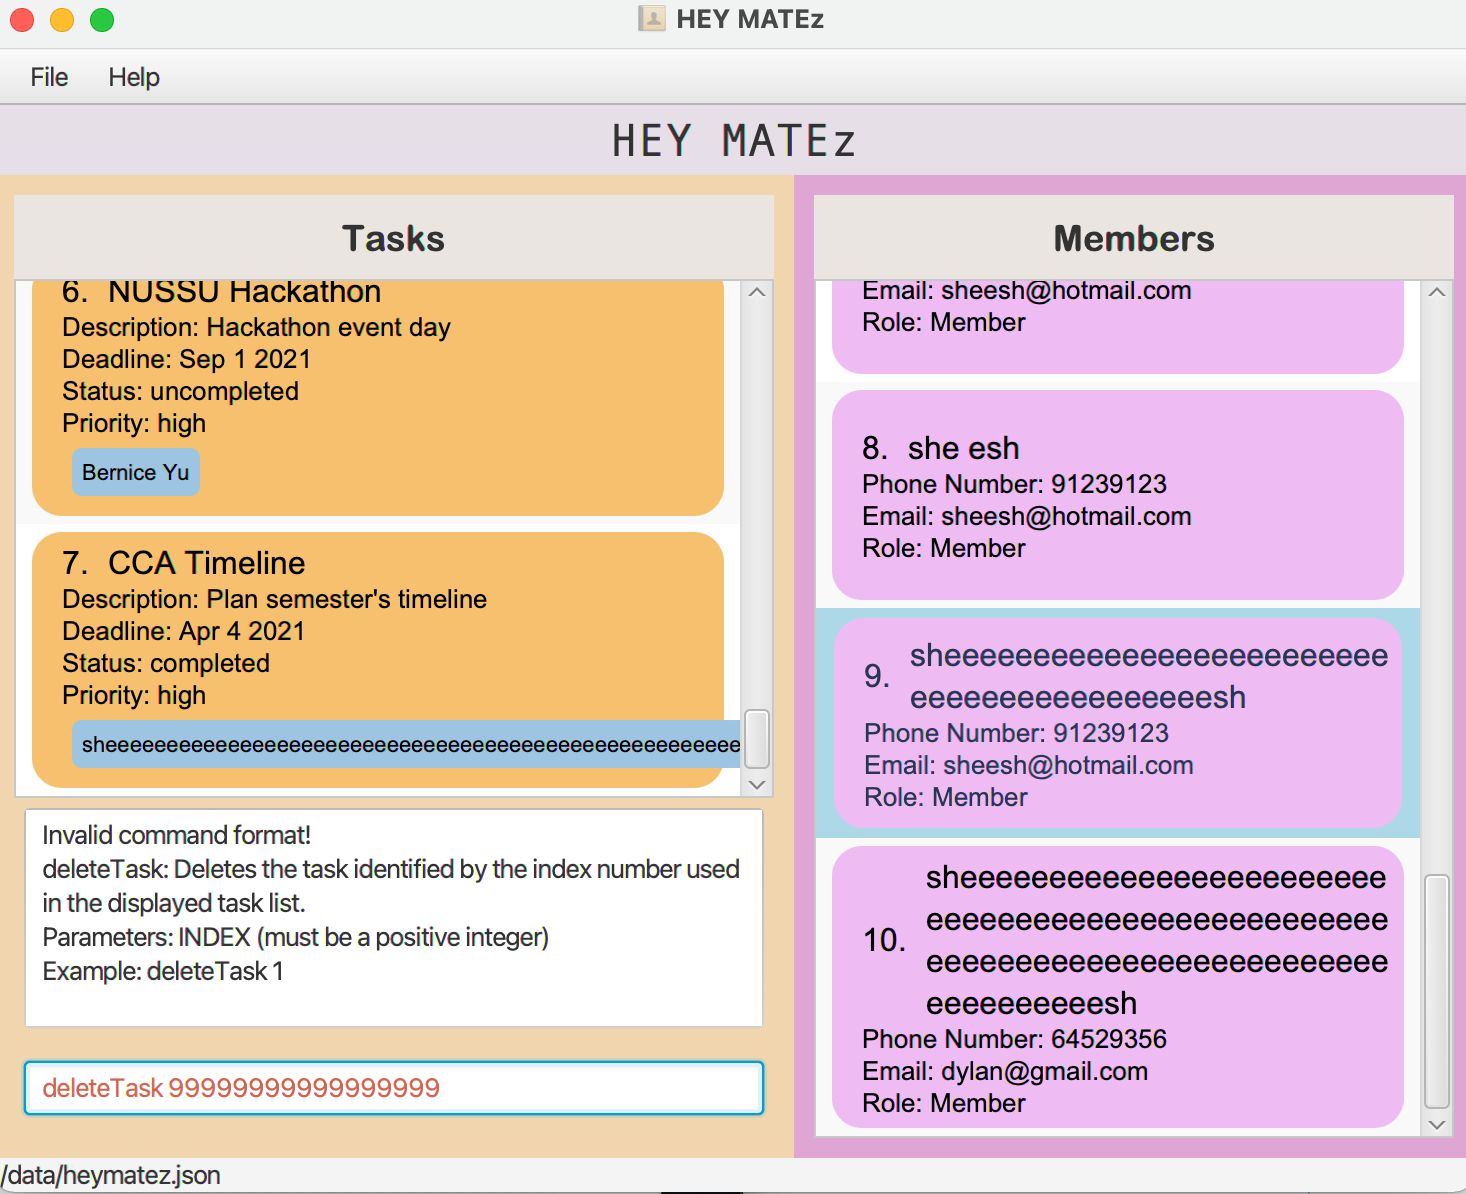 HEY MATEz
File Help
HEY MATEz
Tasks
6. NUSSU Hackathon
Description: Hackathon event day
Deadline: Sep 1 2021
Status: uncompleted
Priority: high
Bernice Yu
7. CCA Timeline
Description: Plan semester's timeline
Deadline: Apr 4 2021
Status: completed
Priority: high
sheeeeeeeeeeeeeeeeeeeeeeeeeeeeeeeeeeeeeeeeeeeeeeeeeeee
Invalid command format!
deleteTask: Deletes the task identified by the index number used
in the displayed task list.
Parameters: INDEX (must be a positive integer)
Example: deleteTask 1
deleteTask 99999999999999999
Members
Email: sheesh@hotmail.com
Role: Member
8. she esh
Phone Number: 91239123
Email: sheesh@hotmail.com
Role: Member
9.
sheeeeeeeeeeeeeeeeeeeeeeeee
eeeeeeeeeeeeeeeeesh
Phone Number: 91239123
Email: sheesh@hotmail.com
Role: Member
10.
sheeeeeeeeeeeeeeeeeeeeeeee
eeeeeeeeeeeeeeeeeeeeeeeeee
eeeeeeeeeeeeeeeeeeeeeeeeee
eeeeeeeeeesh
Phone Number: 64529356
Email: dylan@gmail.com
Role: Member
/data/heymatez.json